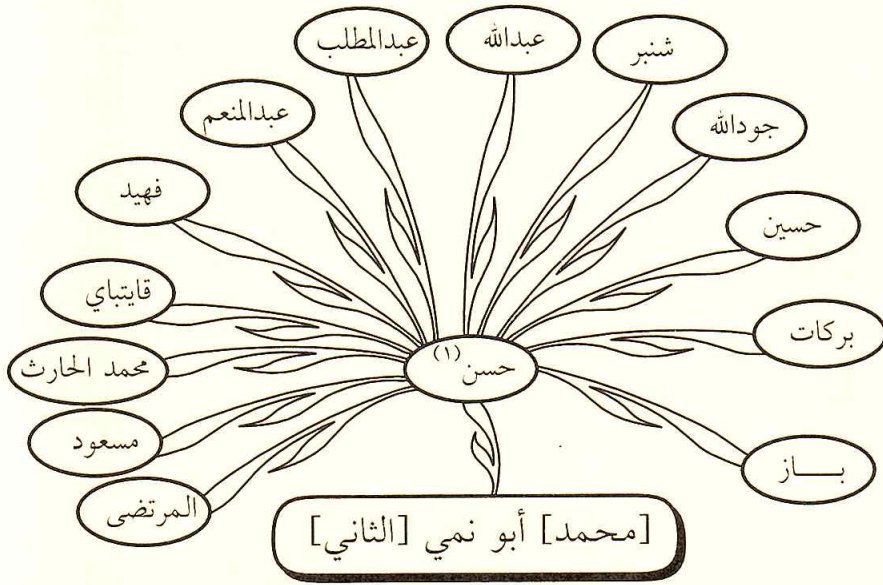 شنبر
عبدالله
عبدالمطلب
جودالله
عبدالمنعم
فهيد
حسين
قايتباي
بركات
حسن (١)
محمد الحارث
مسعود
بـــاز
المرتضى
[محمد] أبو نمي [الثاني]